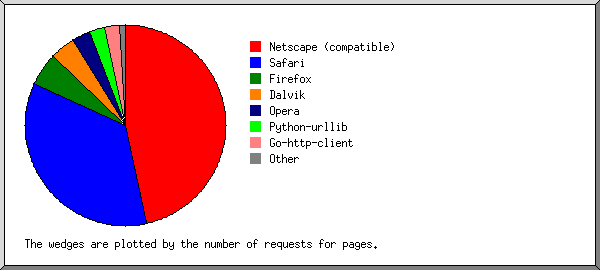 Netscape (compatible)
Safari
Firefox
Dalvik
Opera
Python-urllib
Go-http-client
Other
The wedges are plotted by the number of requests for pages.